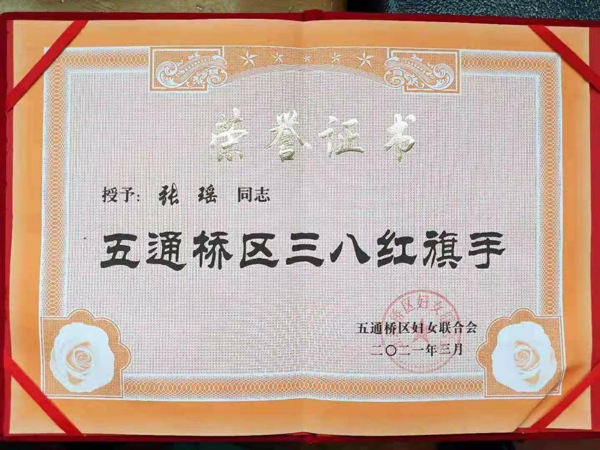 荣誉证书
授予：张瑶 同志
五通桥区三八红旗手
五通桥区妇女联合会
二〇二一年三月